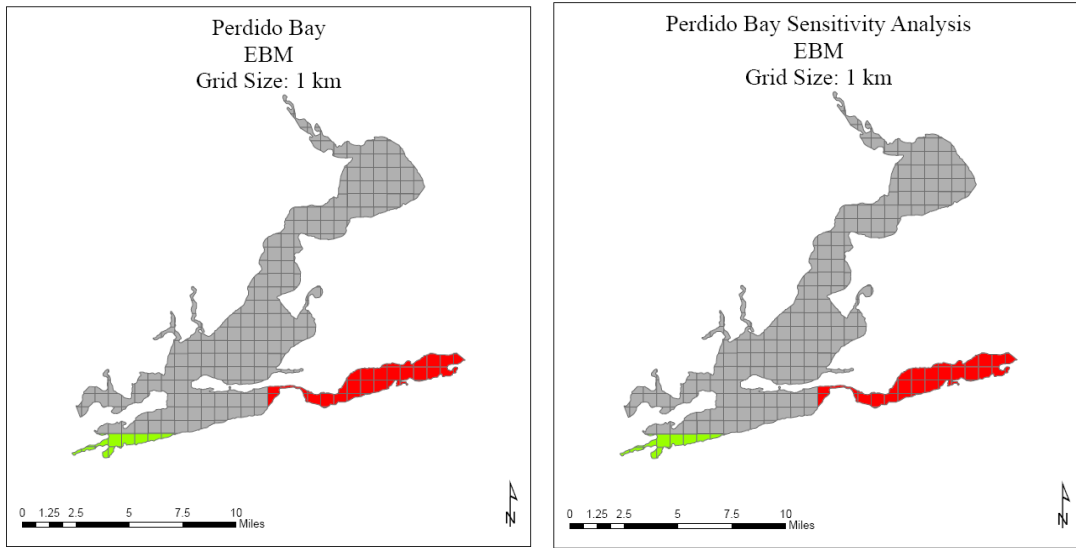 Perdido Bay
EBM
Grid Size: 1 km
0 1.25 2.5 5 7.5 10
Miles
N
Perdido Bay Sensitivity Analysis
EBM
Grid Size: 1 km
0 1.25 2.5 5 7.5 10
Miles
N